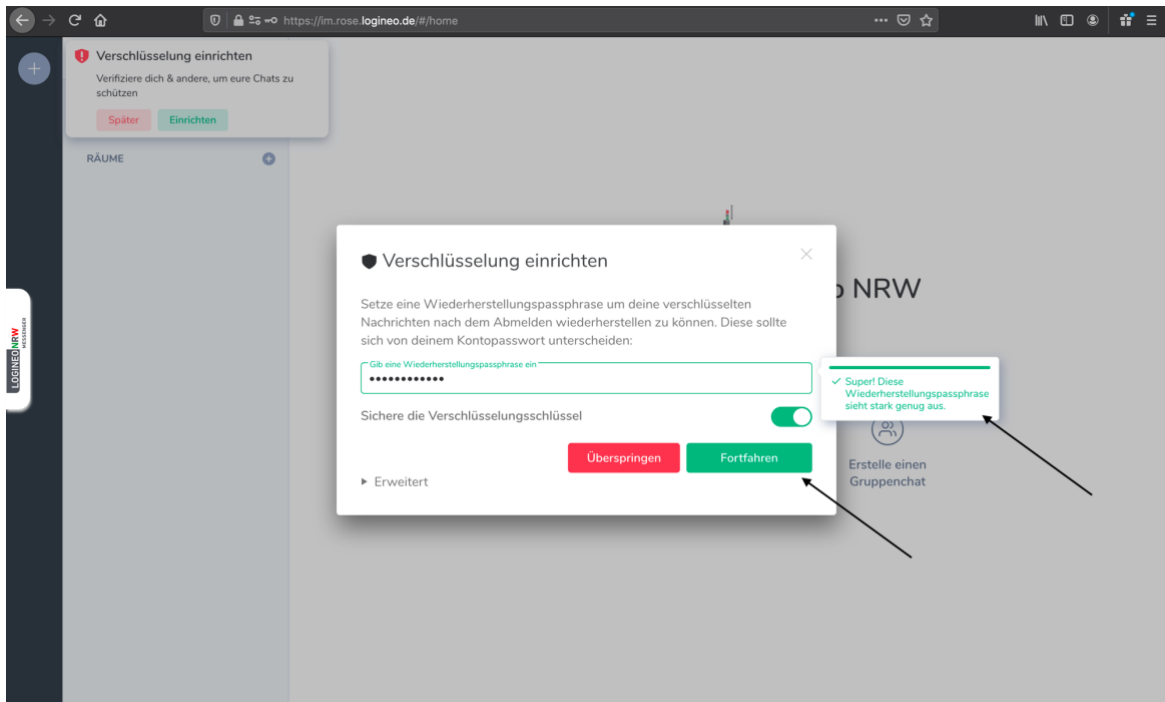 https://im.rose.logineo.de/#/home
Verschlüsselung einrichten
Verifiziere dich & andere, um eure Chats zu
schützen
Später
Einrichten
RÄUME
LOGINEO NRW
MESSENGER
NRW
Verschlüsselung einrichten
Setze eine Wiederherstellungspassphrase um deine verschlüsselten
Nachrichten nach dem Abmelden wiederherstellen zu können. Diese sollte
sich von deinem Kontopasswort unterscheiden:
Gib eine Wiederherstellungspassphrase ein
••••••••••••
Super! Diese
Wiederherstellungspassphrase
sieht stark genug aus.
Sichere die Verschlüsselungsschlüssel
Überspringen
Fortfahren
Erweitert
Erstelle einen
Gruppenchat